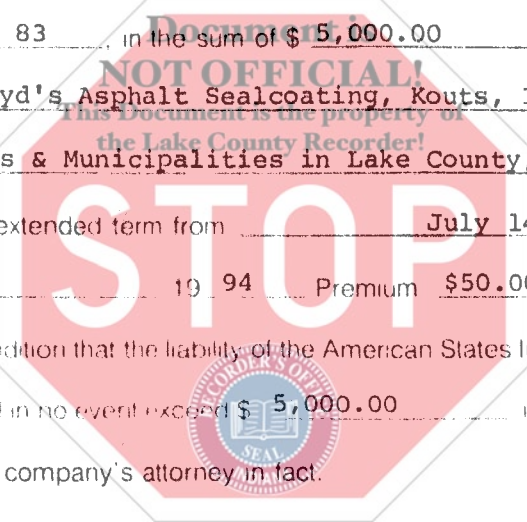 Document is
83 , in the sum of $ 5,000.00
NOT OFFICIAL!
yd's Asphalt Sealcoating, Kouts, I
This Document is the property of
the Lake County Recorder!
s & Municipalities in Lake County,
extended term from July 14
STOP
19 94 Premium $50.00
dition that the liability of the American States I
RECORDER'S OFF
in no event exceed $ 5,000.00
SEAL
company's attorney in fact.